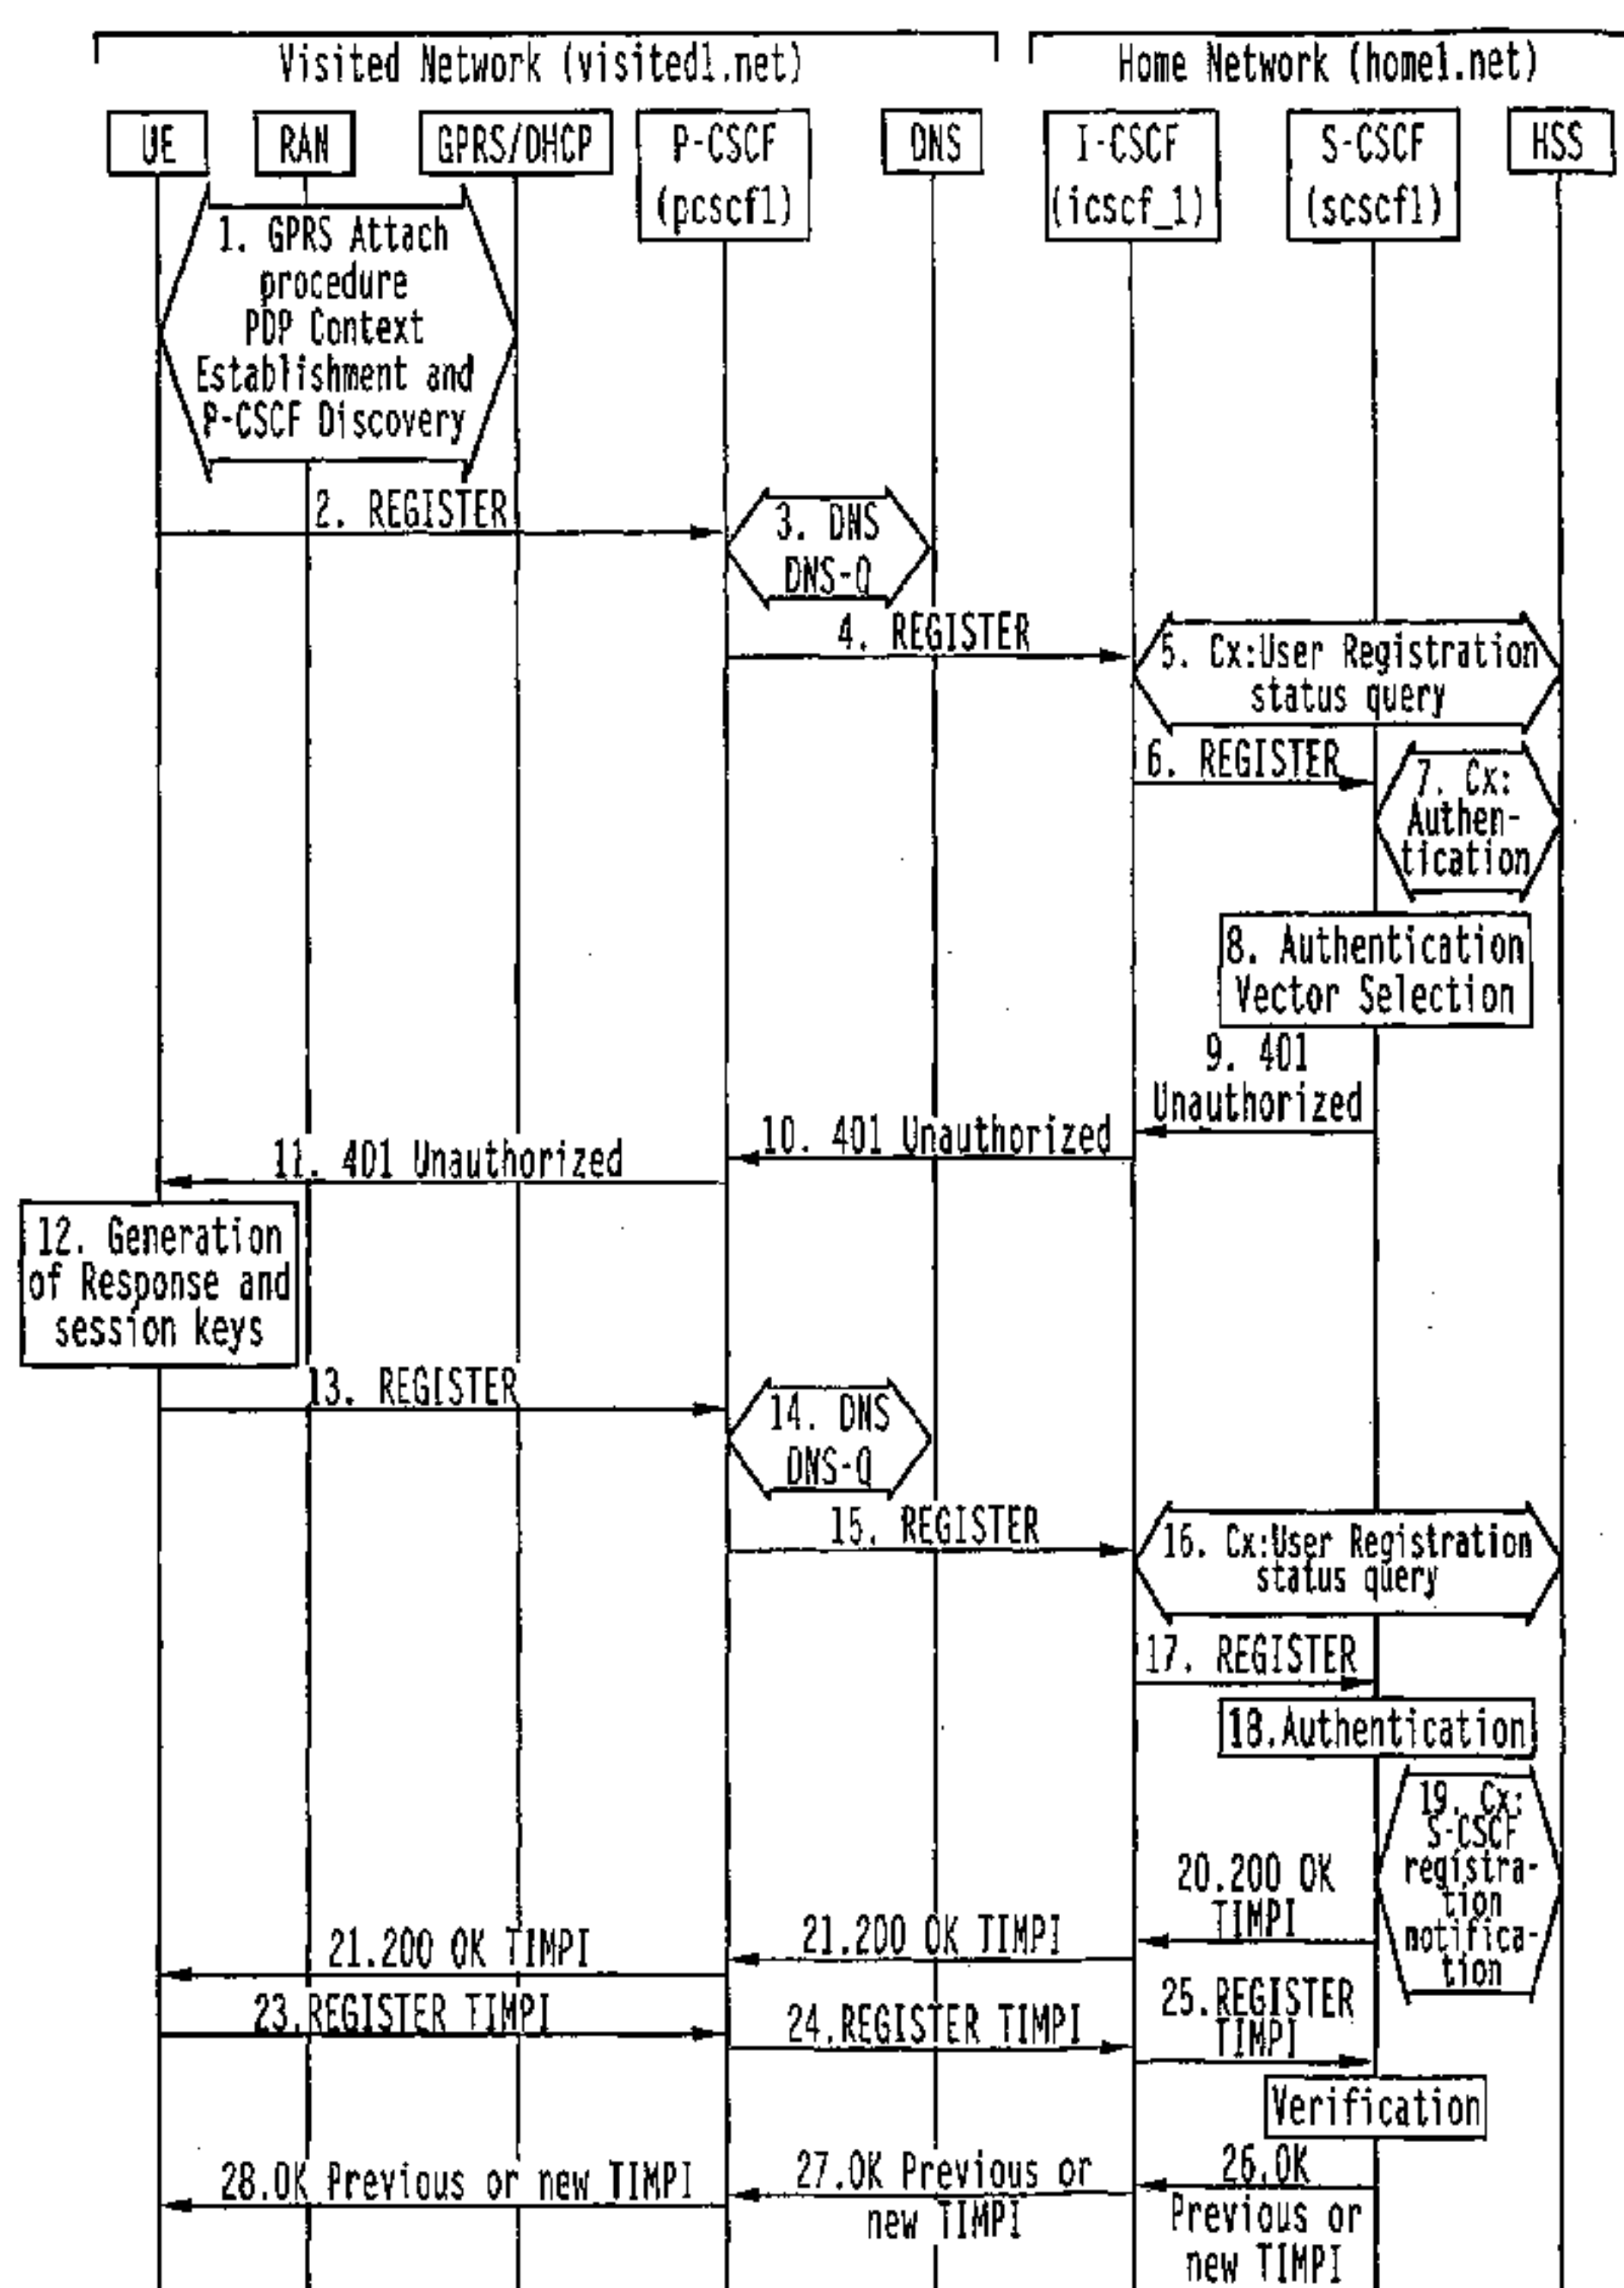 Visited Network (visited1.net)
Home Network (home1.net)
UE
RAN
GPRS/DHCP
P-CSCF
(pcscf1)
DNS
I-CSCF
(icscf_1)
S-CSCF
(scscf1)
HSS
1. GPRS Attach
procedure
PDP Context
Establishment and
P-CSCF Discovery
2. REGISTER
3. DNS
DNS-Q
4. REGISTER
5. Cx:User Registration
status query
6. REGISTER
7. Cx:
Authen-
tication
8. Authentication
Vector Selection
9. 401
Unauthorized
10. 401 Unauthorized
11. 401 Unauthorized
12. Generation
of Response and
session keys
13. REGISTER
14. DNS
DNS-Q
15. REGISTER
16. Cx:User Registration
status query
17. REGISTER
18.Authentication
19. Cx:
S-CSCF
registra-
tion
notifica-
tion
20.200 OK
TIMPI
21.200 OK TIMPI
21.200 OK TIMPI
23.REGISTER TIMPI
24.REGISTER TIMPI
25.REGISTER
TIMPI
Verification
26.OK
Previous or
new TIMPI
27.OK Previous or
new TIMPI
28.OK Previous or new TIMPI